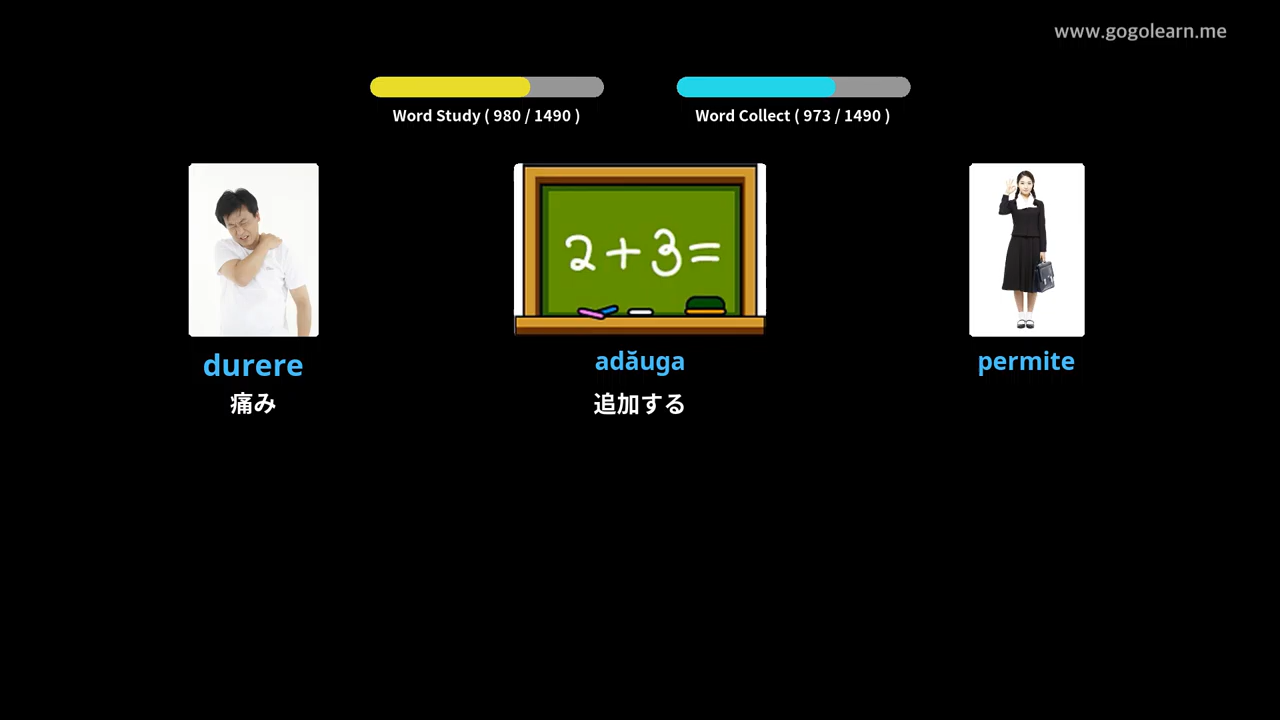 www.gogolearn.me
Word Study ( 980 / 1490 )
Word Collect ( 973 / 1490 )
2+3=
durere
adăuga
permite
痛み
追加する